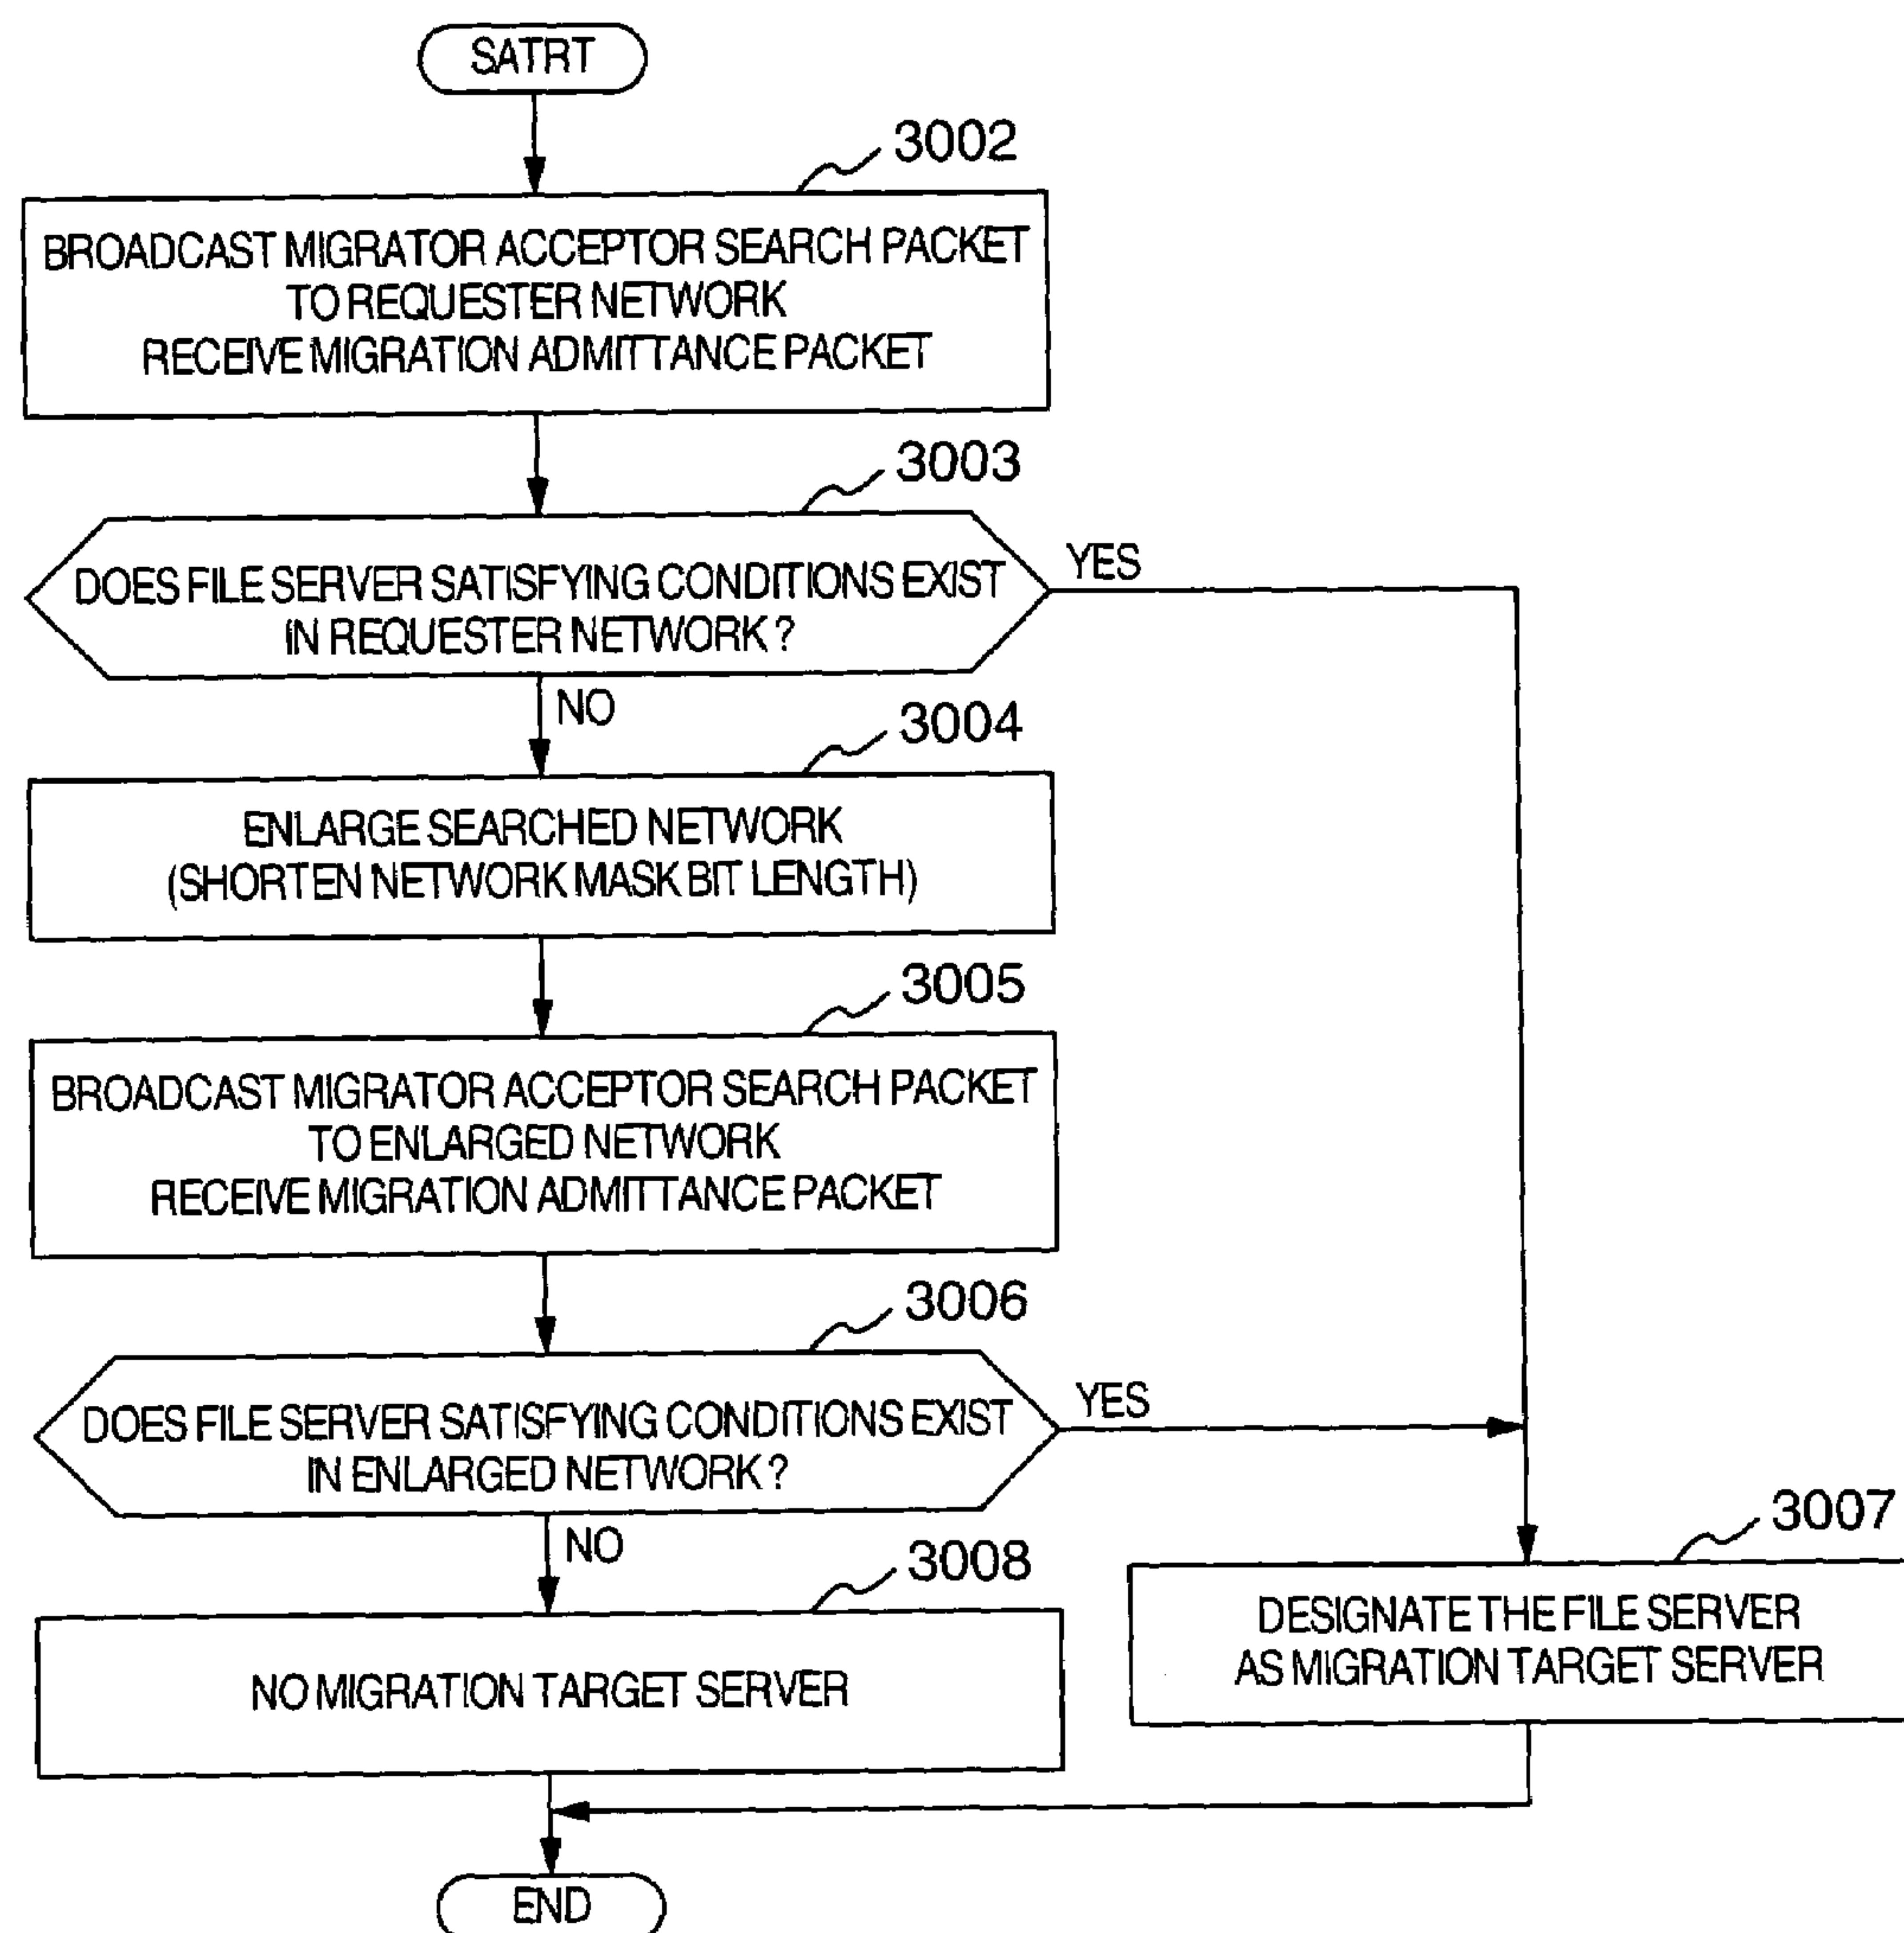 SATRT
3002
BROADCAST MIGRATOR ACCEPTOR SEARCH PACKET
TO REQUESTER NETWORK
RECEIVE MIGRATION ADMITTANCE PACKET
3003
DOES FILE SERVER SATISFYING CONDITIONS EXIST
IN REQUESTER NETWORK?
YES
NO
3004
ENLARGE SEARCHED NETWORK
(SHORTEN NETWORK MASK BIT LENGTH)
3005
BROADCAST MIGRATOR ACCEPTOR SEARCH PACKET
TO ENLARGED NETWORK
RECEIVE MIGRATION ADMITTANCE PACKET
3006
DOES FILE SERVER SATISFYING CONDITIONS EXIST
IN ENLARGED NETWORK?
YES
NO
3008
NO MIGRATION TARGET SERVER
3007
DESIGNATE THE FILE SERVER
AS MIGRATION TARGET SERVER
END